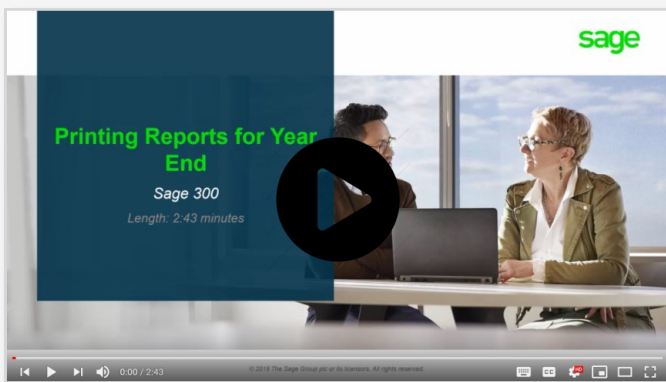 sage
Printing Reports for Year
End
Sage 300
Length: 2:43 minutes
0:00 / 2:43
© 2018 The Sage Group plc or its licensors. All rights reserved.
CC
HD